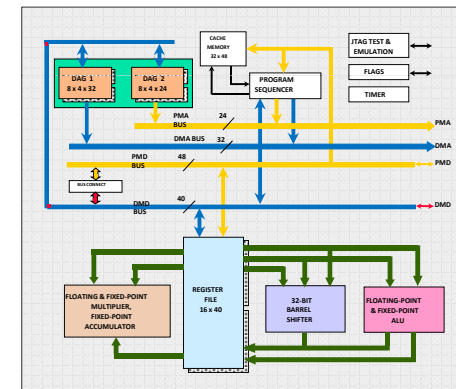 CACHE
MEMORY
32 x 48
JTAG TEST &
EMULATION
FLAGS
TIMER
DAG 1
8 x 4 x 32
DAG 2
8 x 4 x 24
PROGRAM
SEQUENCER
PMA
BUS
24
PMA
DMA BUS
32
DMA
PMD
BUS
48
PMD
BUS CONNECT
DMD
BUS
40
DMD
FLOATING & FIXED-POINT
MULTIPLIER,
FIXED-POINT
ACCUMULATOR
REGISTER
FILE
16 x 40
32-BIT
BARREL
SHIFTER
FLOATING-POINT
& FIXED-POINT
ALU